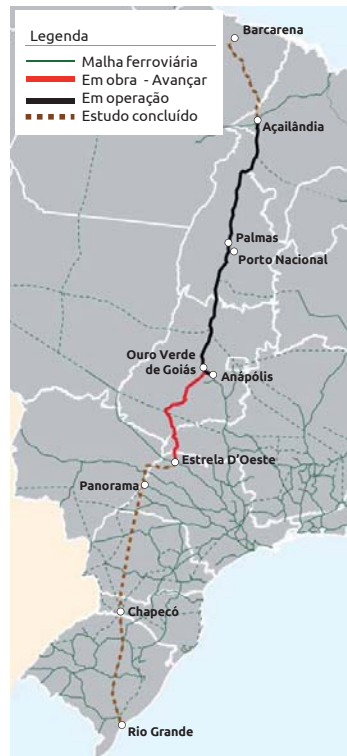 Legenda
Malha ferroviária
Em obra - Avançar
Em operação
Estudo concluído
Barcarena
Açailândia
Palmas
Porto Nacional
Ouro Verde
de Goiás
Anápolis
Estrela D'Oeste
Panorama
Chapecó
Rio Grande